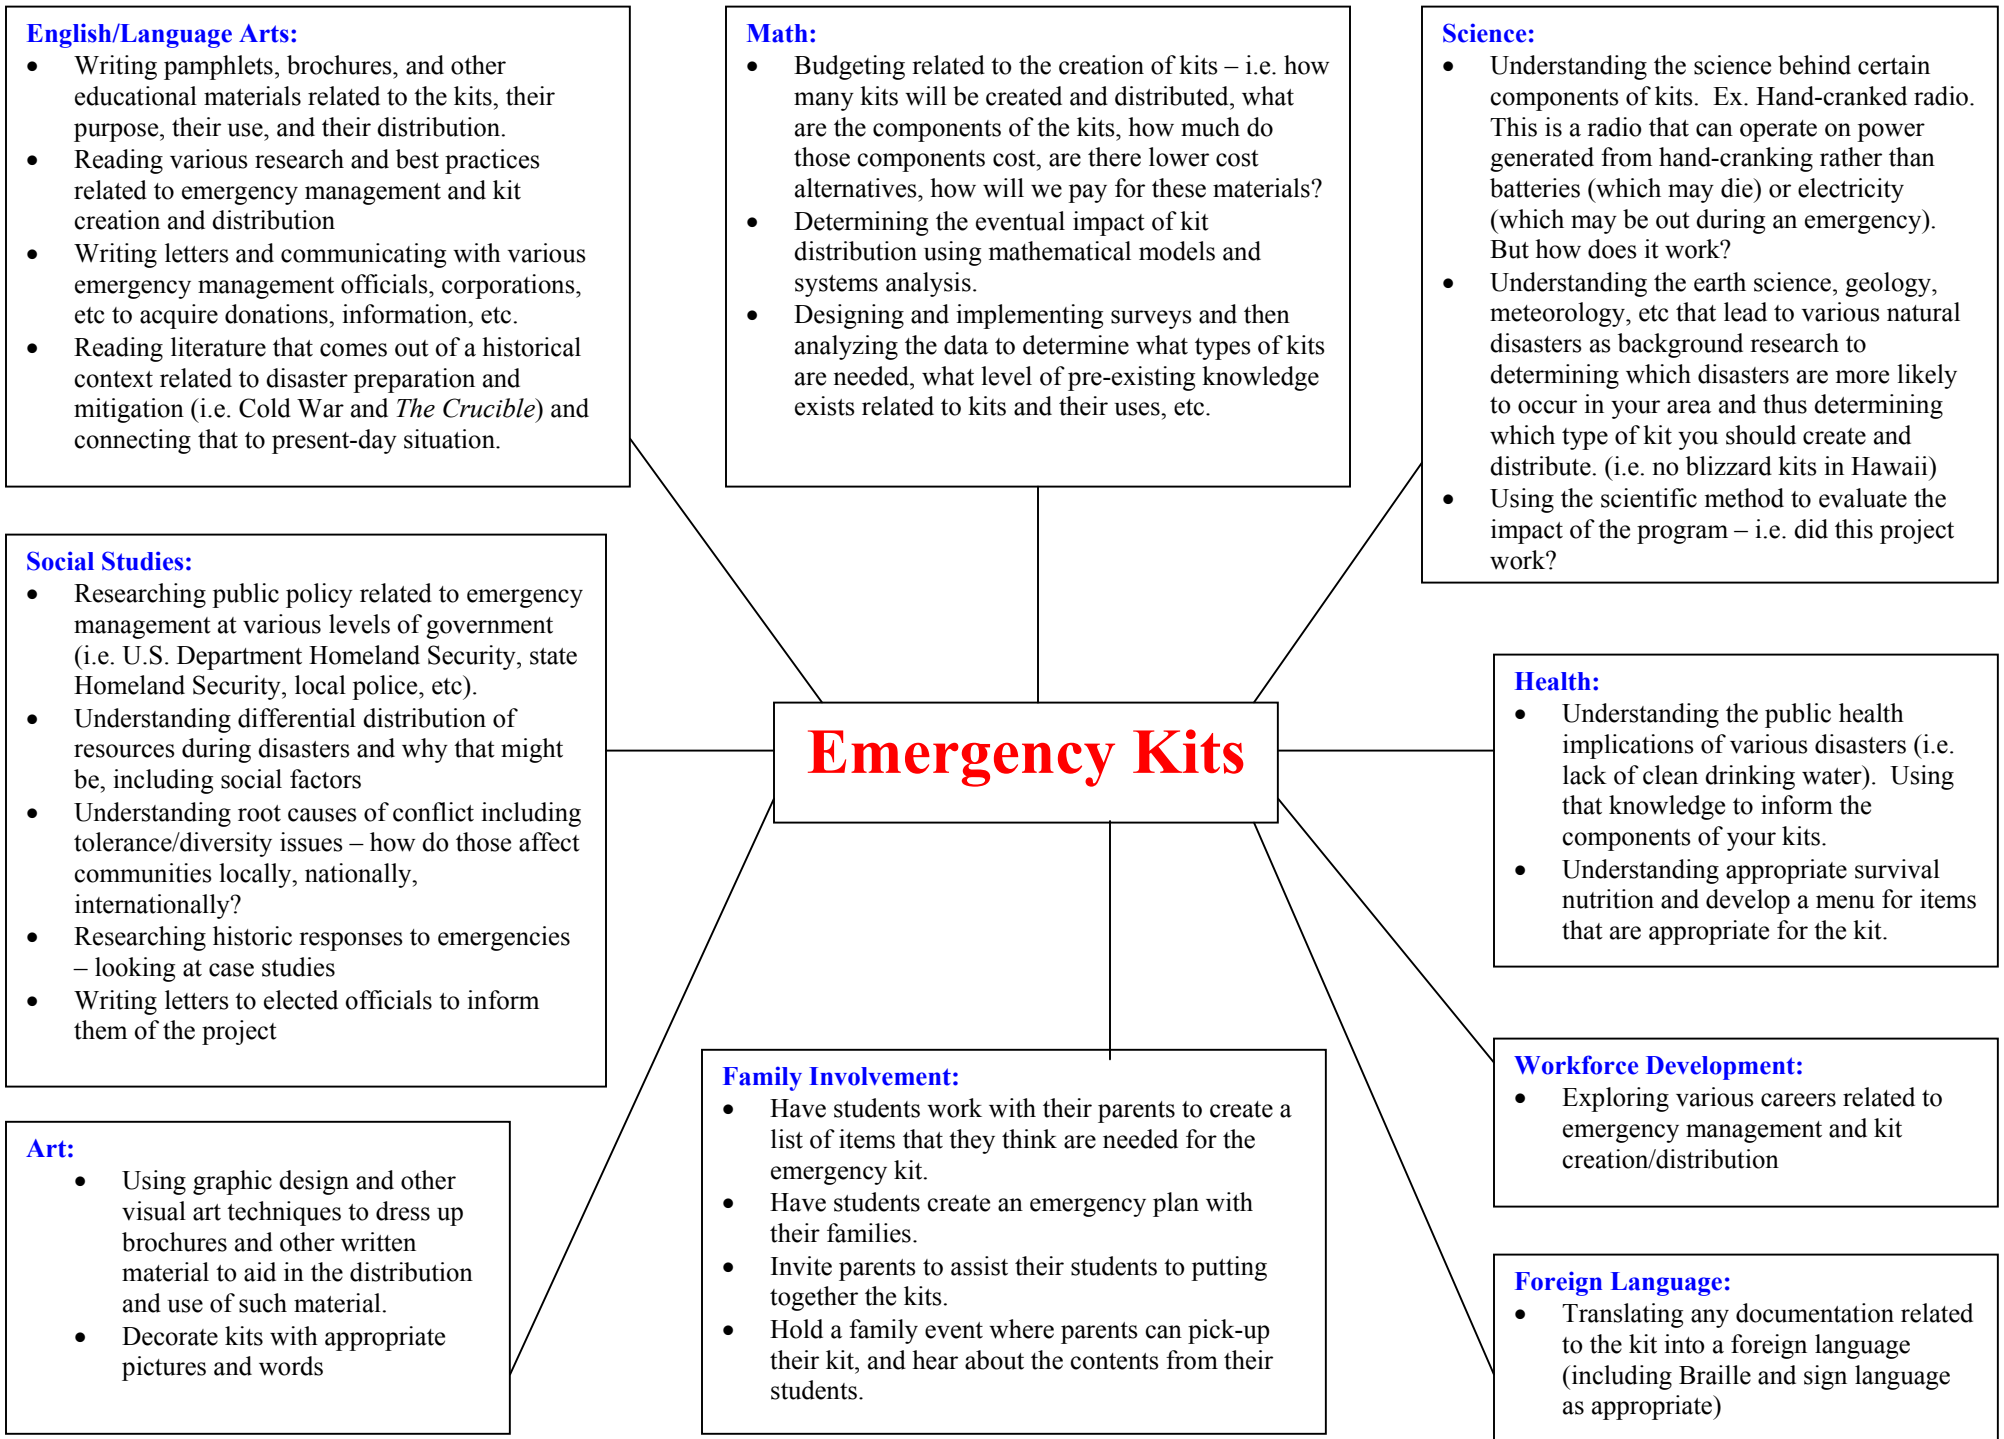 English/Language Arts:
• Writing pamphlets, brochures, and other
educational materials related to the kits, their
purpose, their use, and their distribution.
• Reading various research and best practices
related to emergency management and kit
creation and distribution
• Writing letters and communicating with various
emergency management officials, corporations,
etc to acquire donations, information, etc.
• Reading literature that comes out of a historical
context related to disaster preparation and
mitigation (i.e. Cold War and The Crucible) and
connecting that to present-day situation.
Math:
• Budgeting related to the creation of kits – i.e. how
many kits will be created and distributed, what
are the components of the kits, how much do
those components cost, are there lower cost
alternatives, how will we pay for these materials?
• Determining the eventual impact of kit
distribution using mathematical models and
systems analysis.
• Designing and implementing surveys and then
analyzing the data to determine what types of kits
are needed, what level of pre-existing knowledge
exists related to kits and their uses, etc.
Science:
• Understanding the science behind certain
components of kits.  Ex. Hand-cranked radio.
This is a radio that can operate on power
generated from hand-cranking rather than
batteries (which may die) or electricity
(which may be out during an emergency).
But how does it work?
• Understanding the earth science, geology,
meteorology, etc that lead to various natural
disasters as background research to
determining which disasters are more likely
to occur in your area and thus determining
which type of kit you should create and
distribute. (i.e. no blizzard kits in Hawaii)
• Using the scientific method to evaluate the
impact of the program – i.e. did this project
work?
Social Studies:
• Researching public policy related to emergency
management at various levels of government
(i.e. U.S. Department Homeland Security, state
Homeland Security, local police, etc).
• Understanding differential distribution of
resources during disasters and why that might
be, including social factors
• Understanding root causes of conflict including
tolerance/diversity issues – how do those affect
communities locally, nationally,
internationally?
• Researching historic responses to emergencies
– looking at case studies
• Writing letters to elected officials to inform
them of the project
Emergency Kits
Health:
• Understanding the public health
implications of various disasters (i.e.
lack of clean drinking water).  Using
that knowledge to inform the
components of your kits.
• Understanding appropriate survival
nutrition and develop a menu for items
that are appropriate for the kit.
Art:
• Using graphic design and other
visual art techniques to dress up
brochures and other written
material to aid in the distribution
and use of such material.
• Decorate kits with appropriate
pictures and words
Family Involvement:
• Have students work with their parents to create a
list of items that they think are needed for the
emergency kit.
• Have students create an emergency plan with
their families.
• Invite parents to assist their students to putting
together the kits.
• Hold a family event where parents can pick-up
their kit, and hear about the contents from their
students.
Workforce Development:
• Exploring various careers related to
emergency management and kit
creation/distribution
Foreign Language:
• Translating any documentation related
to the kit into a foreign language
(including Braille and sign language
as appropriate)